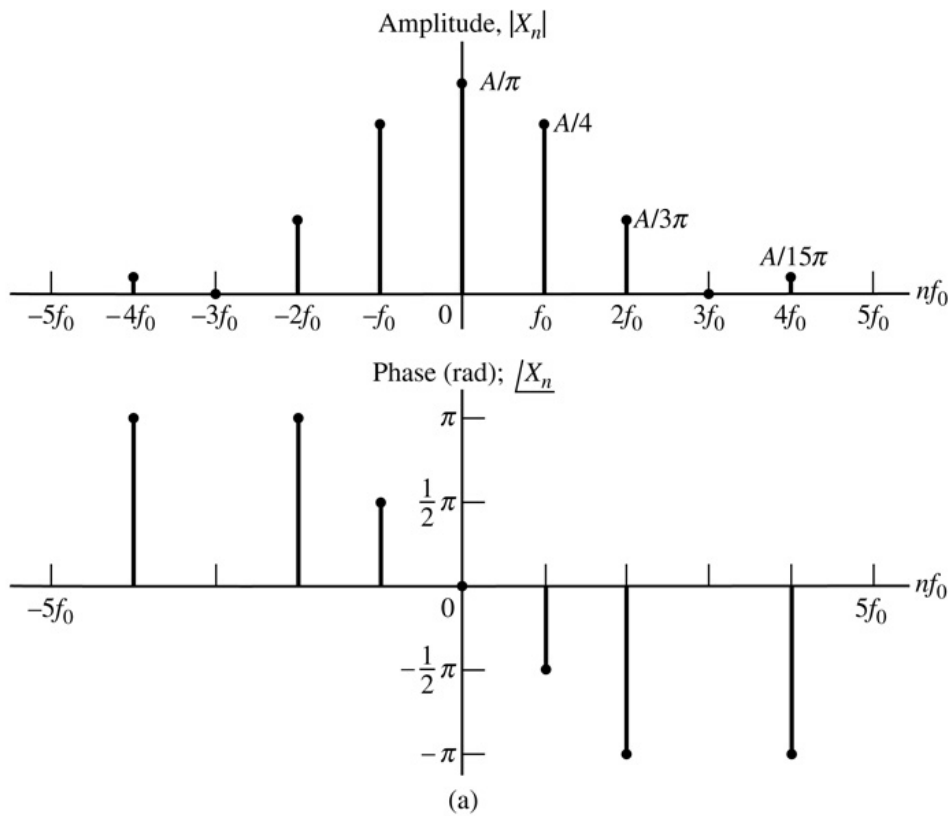 Amplitude, |Xₙ|
A/π
A/4
A/3π
A/15π
−5f₀ −4f₀ −3f₀ −2f₀ −f₀ 0 f₀ 2f₀ 3f₀ 4f₀ 5f₀ nf₀
Phase (rad); /Xₙ
π
1/2 π
−5f₀ 0 5f₀ nf₀
−1/2 π
−π
(a)